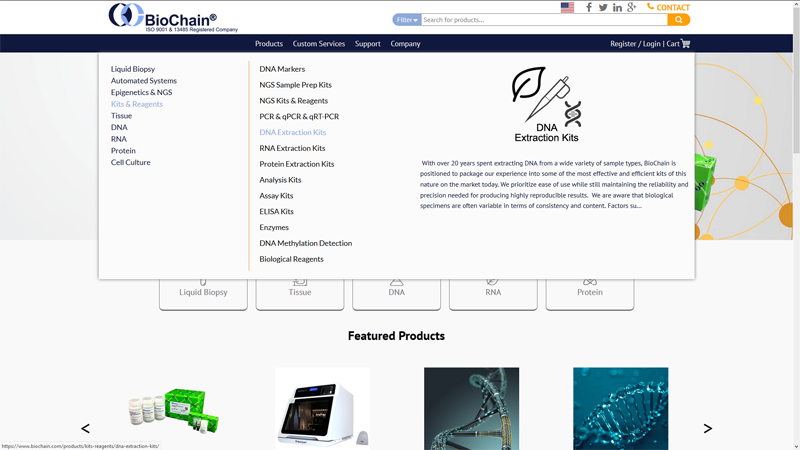 BioChain®
ISO 9001 & 13485 Registered Company
CONTACT
Filter
Search for products...
Products
Custom Services
Support
Company
Register / Login | Cart
Liquid Biopsy
Automated Systems
Epigenetics & NGS
Kits & Reagents
Tissue
DNA
RNA
Protein
Cell Culture
DNA Markers
NGS Sample Prep Kits
NGS Kits & Reagents
PCR & qPCR & qRT-PCR
DNA Extraction Kits
RNA Extraction Kits
Protein Extraction Kits
Analysis Kits
Assay Kits
ELISA Kits
Enzymes
DNA Methylation Detection
Biological Reagents
DNA
Extraction Kits
With over 20 years spent extracting DNA from a wide variety of sample types, BioChain is
positioned to package our experience into some of the most effective and efficient kits of this
nature on the market today. We prioritize ease of use while still maintaining the reliability and
precision needed for producing highly reproducible results. We are aware that biological
specimens are often variable in terms of consistency and content. Factors su...
Liquid Biopsy
Tissue
DNA
RNA
Protein
Featured Products
<
>
https://www.biochain.com/products/kits-reagents/dna-extraction-kits/